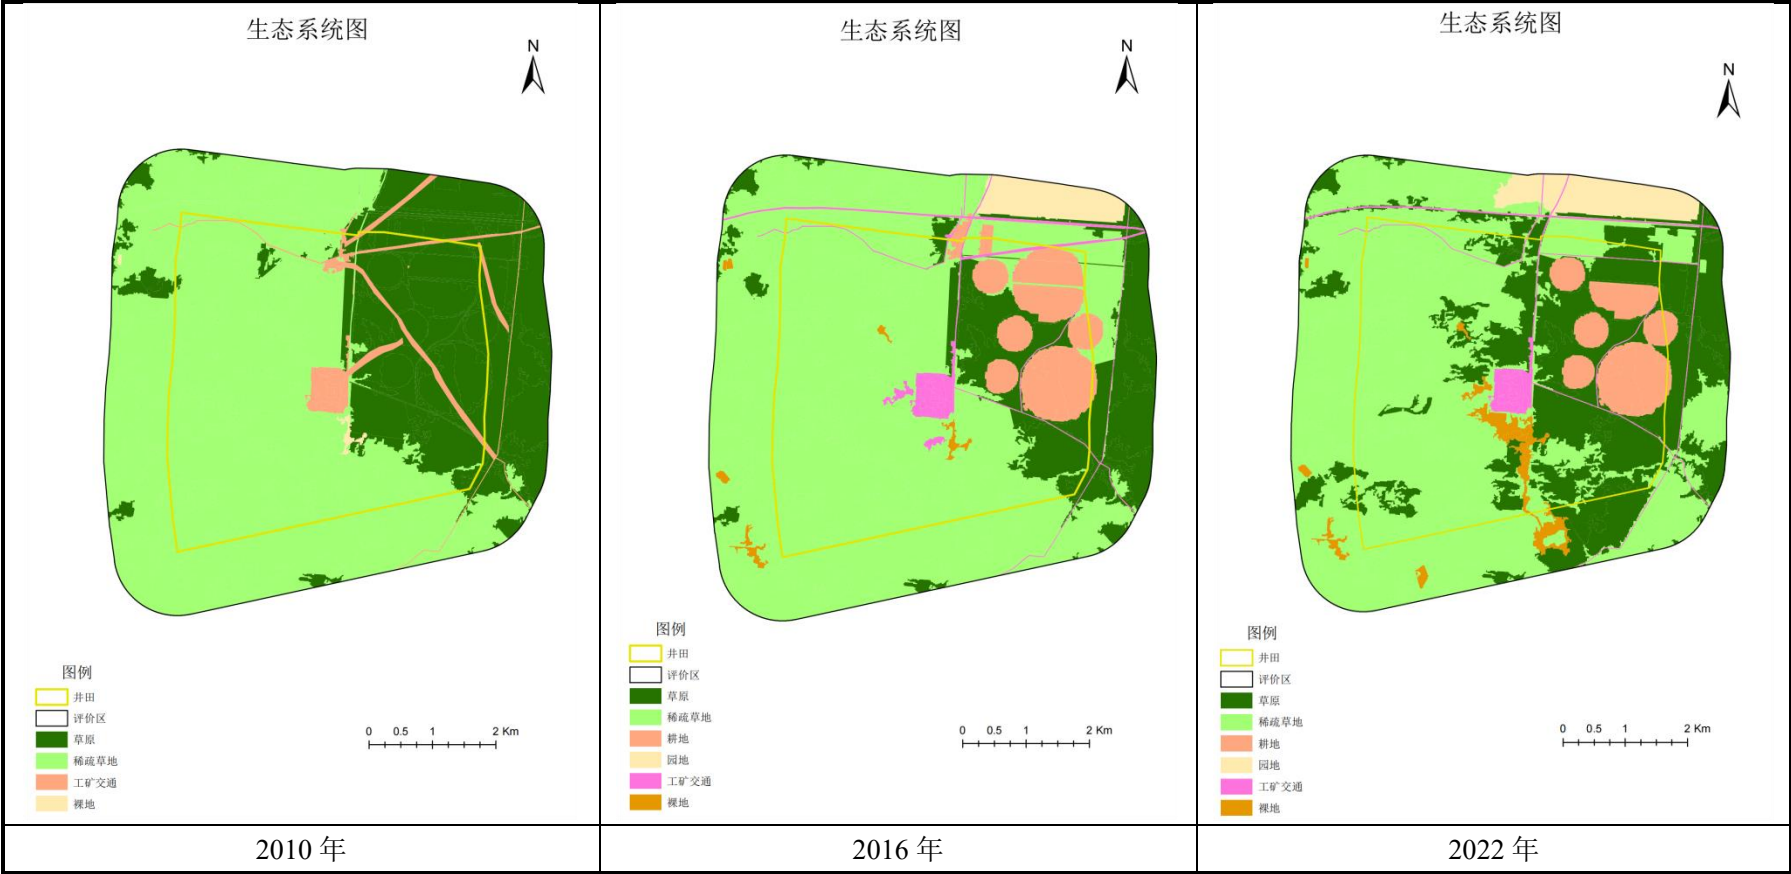 生态系统图
N
图例
井田
评价区
草原
稀疏草地
工矿交通
裸地
0 0.5 1 2 Km
2010 年
生态系统图
N
图例
井田
评价区
草原
稀疏草地
耕地
园地
工矿交通
裸地
0 0.5 1 2 Km
2016 年
生态系统图
N
图例
井田
评价区
草原
稀疏草地
耕地
园地
工矿交通
裸地
0 0.5 1 2 Km
2022 年